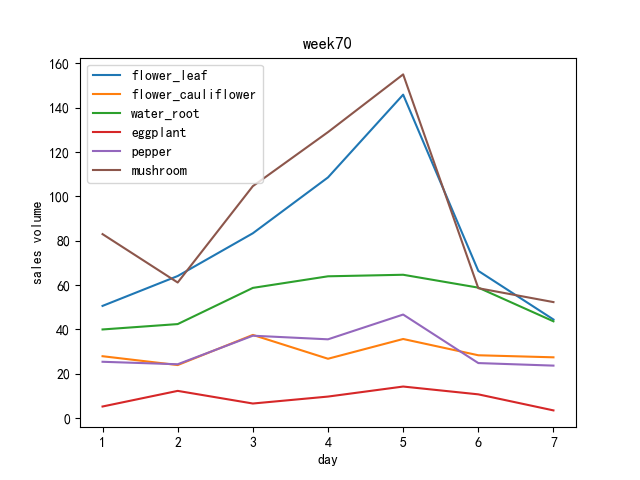 week70
160
140
120
100
80
60
40
20
0
sales volume
flower_leaf
flower_cauliflower
water_root
eggplant
pepper
mushroom
1 2 3 4 5 6 7
day